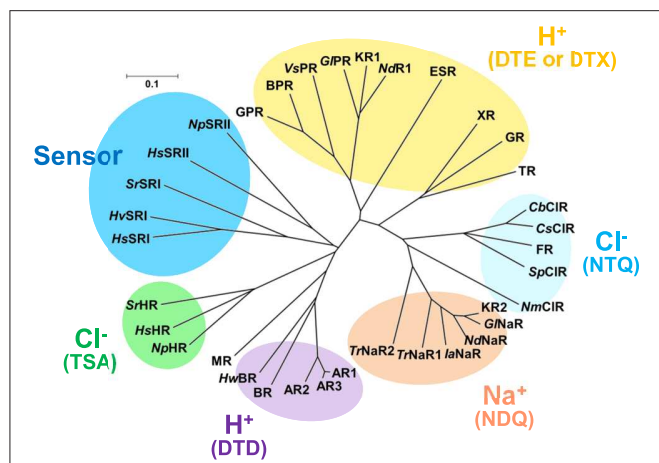 H⁺
(DTE or DTX)
0.1
GPR
BPR
VsPR
GlPR
KR1
NdR1
ESR
XR
GR
TR
Sensor
NpSRII
HsSRII
SrSRI
HvSRI
HsSRI
CbClR
CsClR
FR
SpClR
NmClR
Cl⁻
(NTQ)
KR2
GlNaR
NdNaR
IaNaR
TrNaR1
TrNaR2
Na⁺
(NDQ)
SrHR
HsHR
NpHR
Cl⁻
(TSA)
MR
HwBR
BR
AR2
AR3
AR1
H⁺
(DTD)